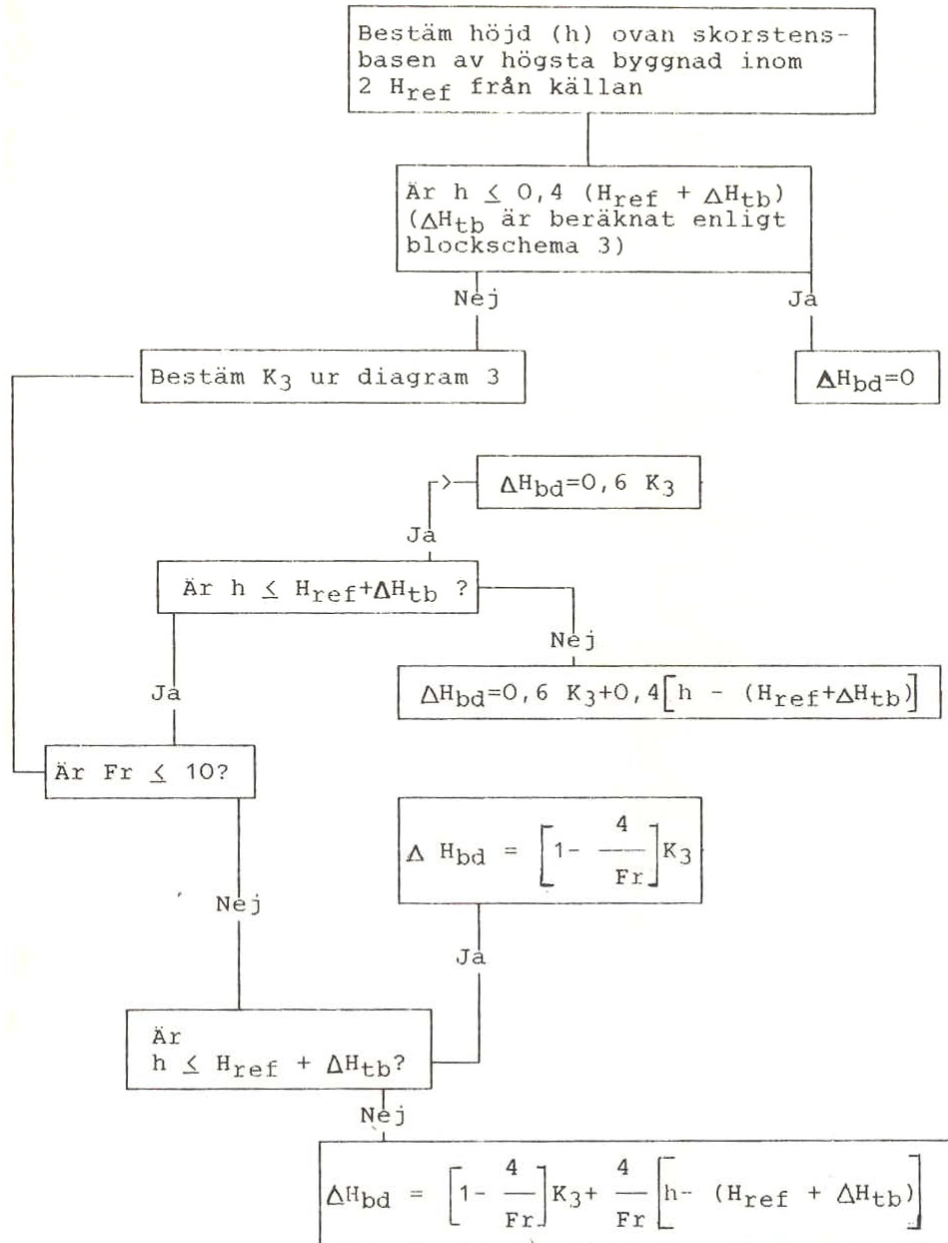 Bestäm höjd (h) ovan skorstens-
basen av högsta byggnad inom
2 Href från källan
Är h ≤ 0,4 (Href + ΔHtb)
(ΔHtb är beräknat enligt
blockschema 3)
Nej
Ja
Bestäm K3 ur diagram 3
ΔHbd=0
ΔHbd=0,6 K3
Ja
Är h ≤ Href+ΔHtb ?
Nej
ΔHbd=0,6 K3+0,4[h - (Href+ΔHtb)]
Ja
Är Fr ≤ 10?
Δ Hbd = [1- 4/Fr]K3
Nej
Ja
Är
h ≤ Href + ΔHtb?
Nej
ΔHbd = [1- 4/Fr]K3+ 4/Fr [h- (Href + ΔHtb)]